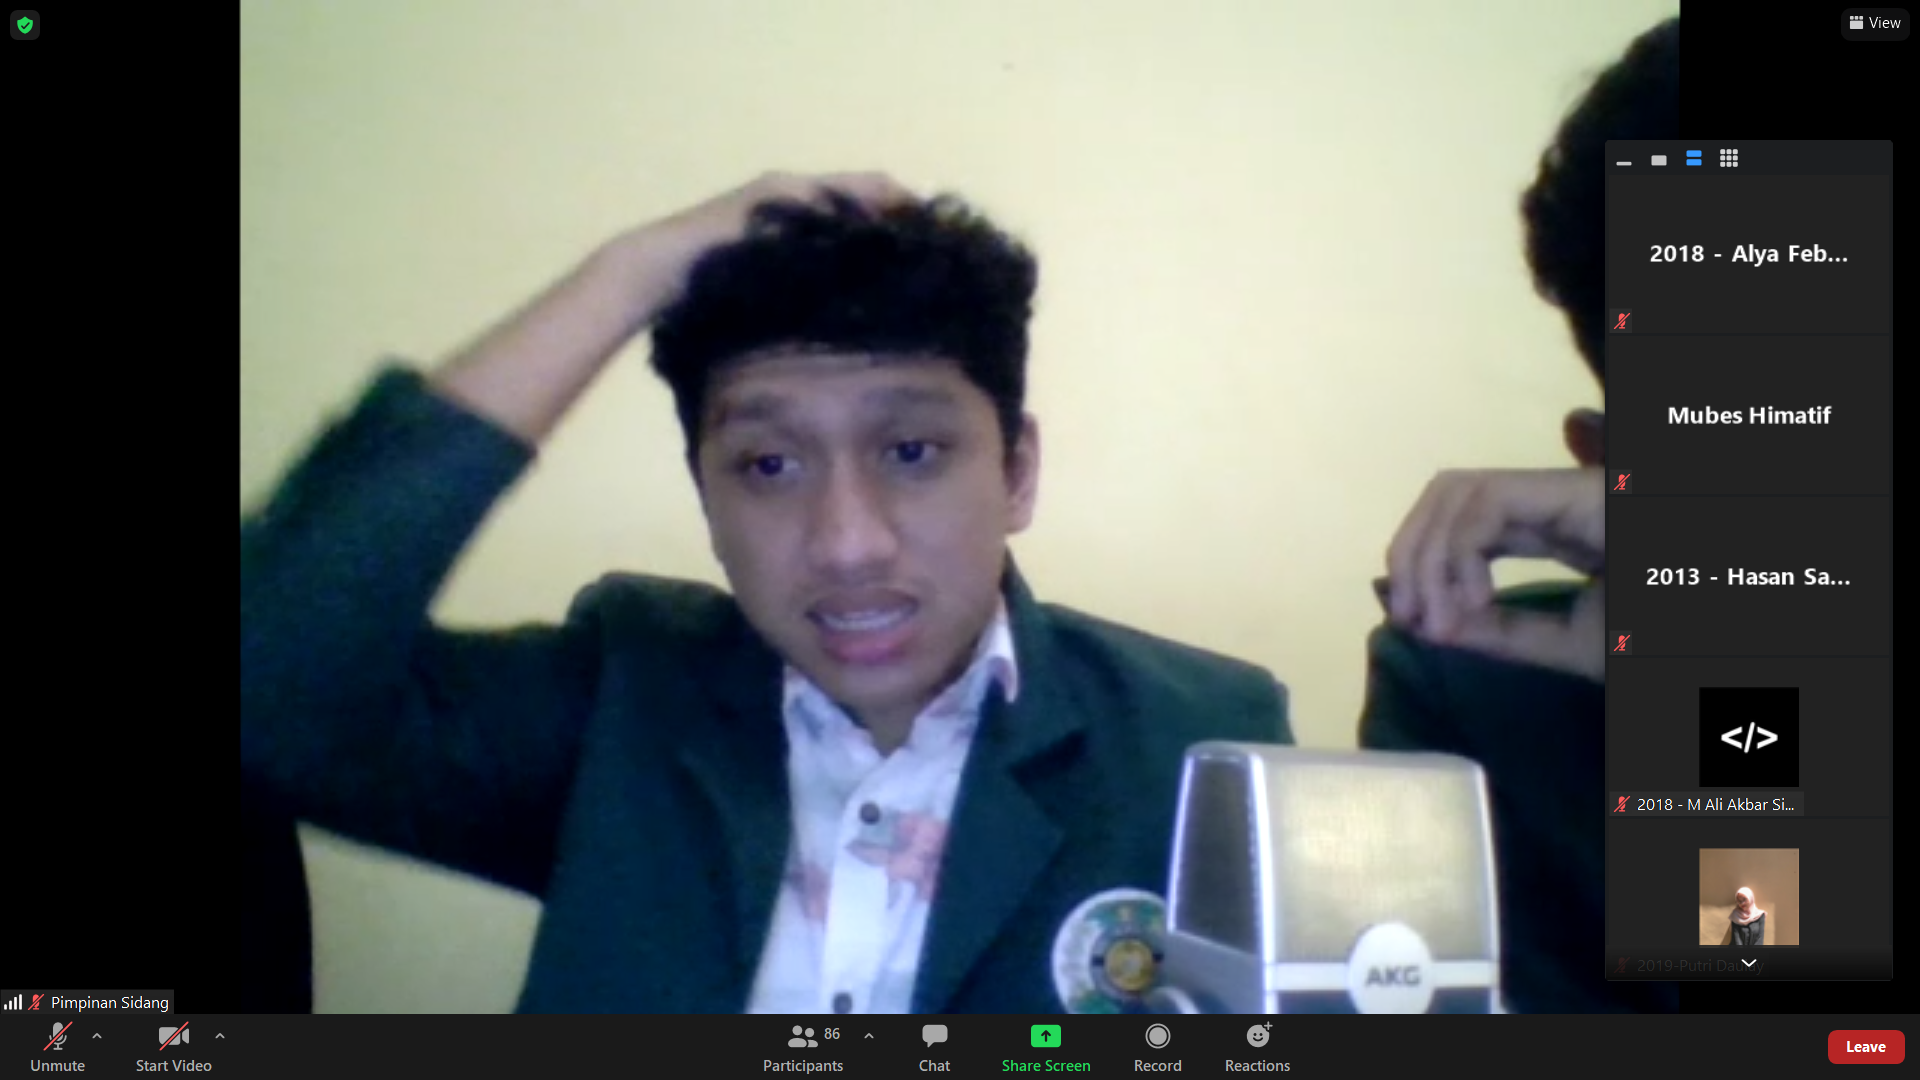 View
2018 - Alya Feb...
Mubes Himatif
2013 - Hasan Sa...
</>
2018 - M Ali Akbar Si...
AKG
Pimpinan Sidang
86
Unmute
Start Video
Participants
Chat
Share Screen
Record
Reactions
Leave